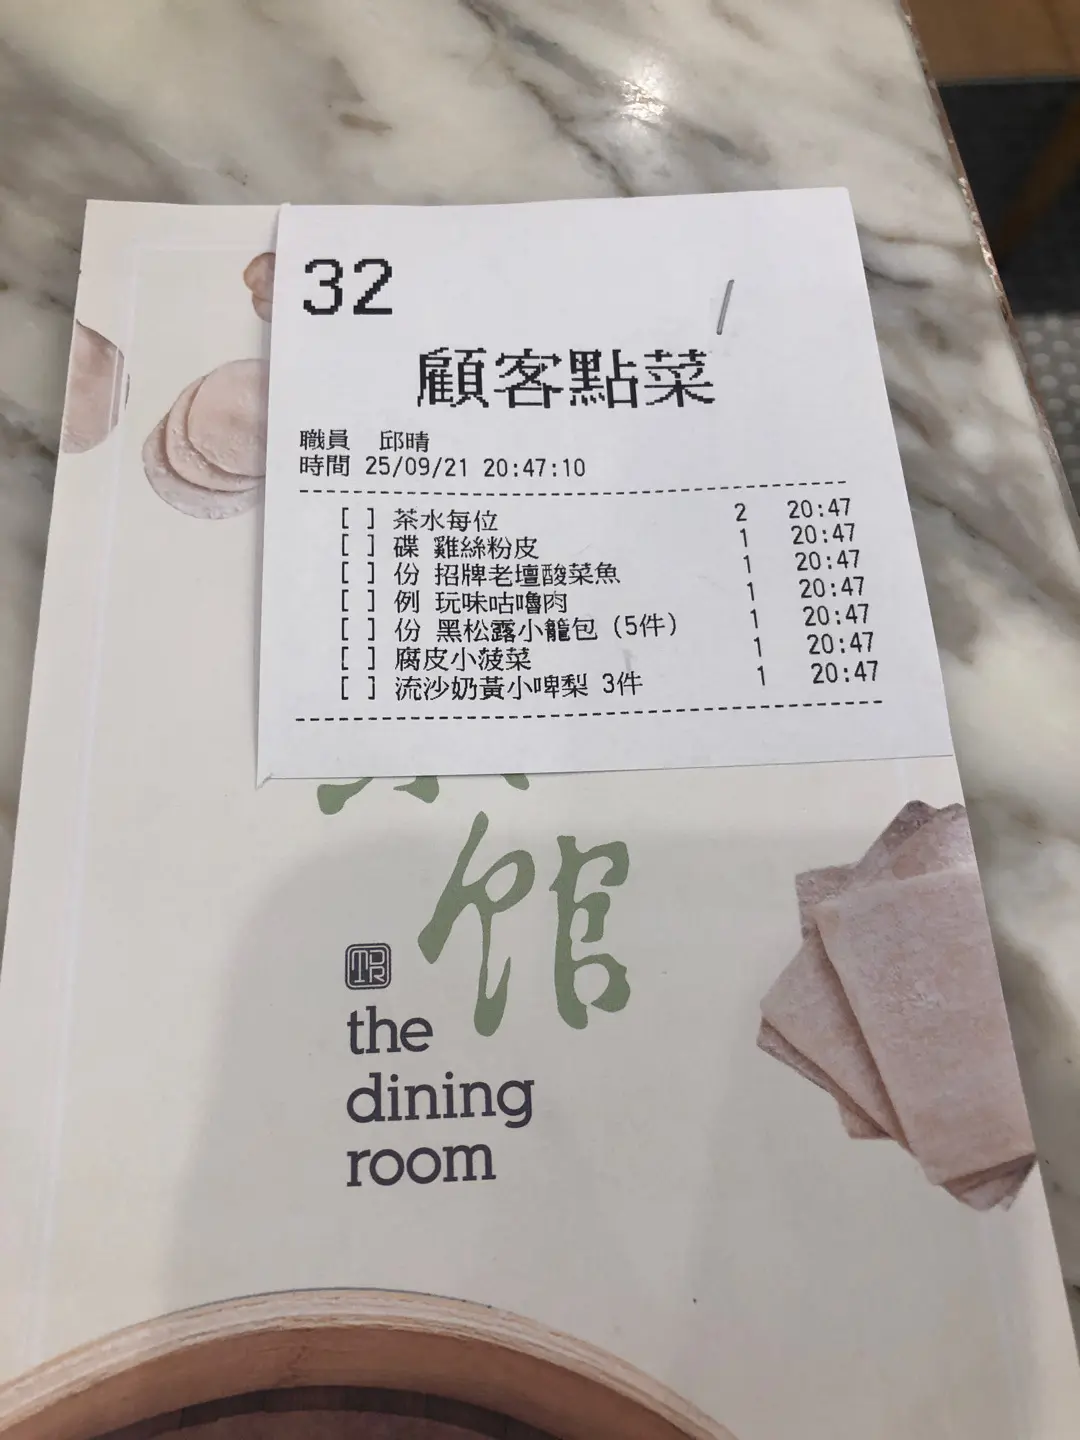 32
顧客點菜
職員 邱晴
時間 25/09/21 20:47:10
[ ] 茶水每位 2 20:47
[ ] 碟 雞絲粉皮 1 20:47
[ ] 份 招牌老壇酸菜魚 1 20:47
[ ] 例 玩味咕嚕肉 1 20:47
[ ] 份 黑松露小籠包 (5件) 1 20:47
[ ] 腐皮小菠菜 1 20:47
[ ] 流沙奶黃小啤梨 3件 1 20:47
館
TDR
the
dining
room